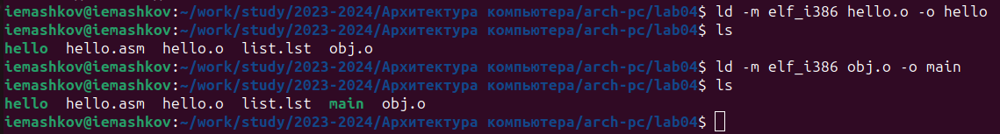 iemashkov@iemashkov:~/work/study/2023-2024/Архитектура компьютера/arch-pc/lab04$ ld -m elf_i386 hello.o -o hello
iemashkov@iemashkov:~/work/study/2023-2024/Архитектура компьютера/arch-pc/lab04$ ls
hello  hello.asm  hello.o  list.lst  obj.o
iemashkov@iemashkov:~/work/study/2023-2024/Архитектура компьютера/arch-pc/lab04$ ld -m elf_i386 obj.o -o main
iemashkov@iemashkov:~/work/study/2023-2024/Архитектура компьютера/arch-pc/lab04$ ls
hello  hello.asm  hello.o  list.lst  main  obj.o
iemashkov@iemashkov:~/work/study/2023-2024/Архитектура компьютера/arch-pc/lab04$